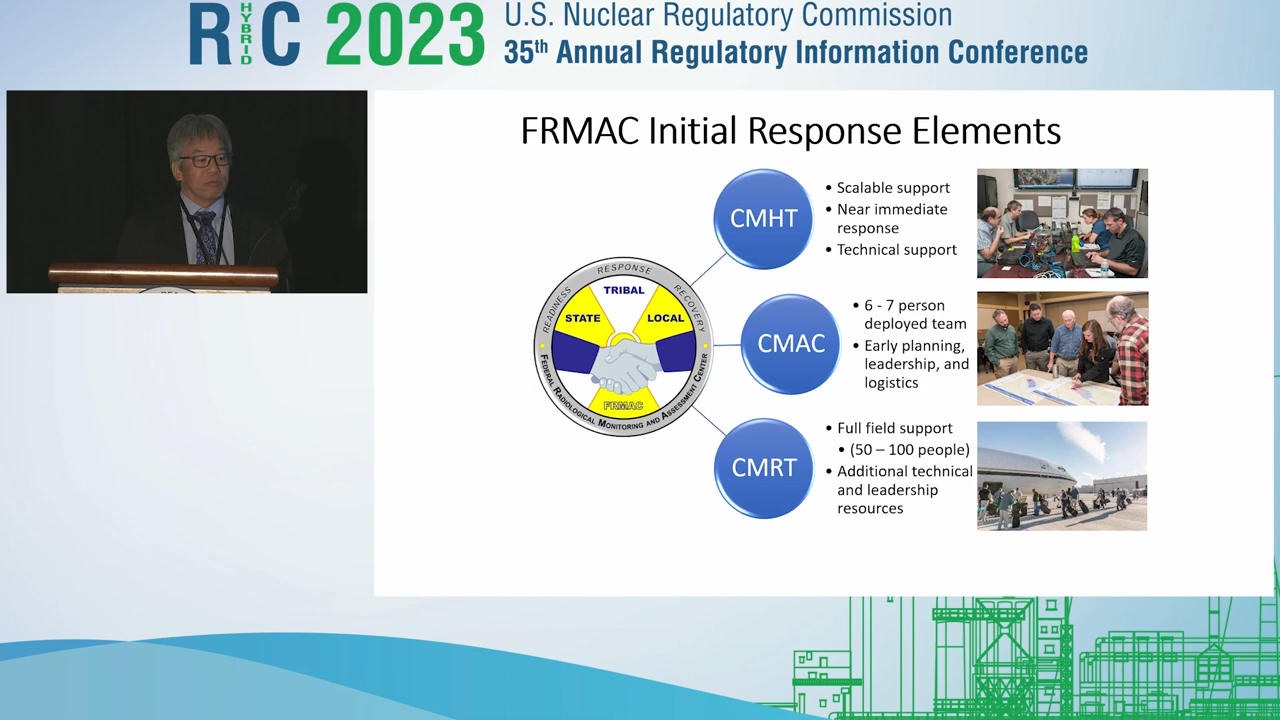 RIC 2023
HYBRID
U.S. Nuclear Regulatory Commission
35th Annual Regulatory Information Conference
FRMAC Initial Response Elements
CMHT
• Scalable support
• Near immediate
response
• Technical support
READINESS
RESPONSE
RECOVERY
TRIBAL
STATE
LOCAL
FRMAC
FEDERAL RADIOLOGICAL MONITORING AND ASSESSMENT CENTER
CMAC
• 6 - 7 person
deployed team
• Early planning,
leadership, and
logistics
CMRT
• Full field support
• (50 – 100 people)
• Additional technical
and leadership
resources